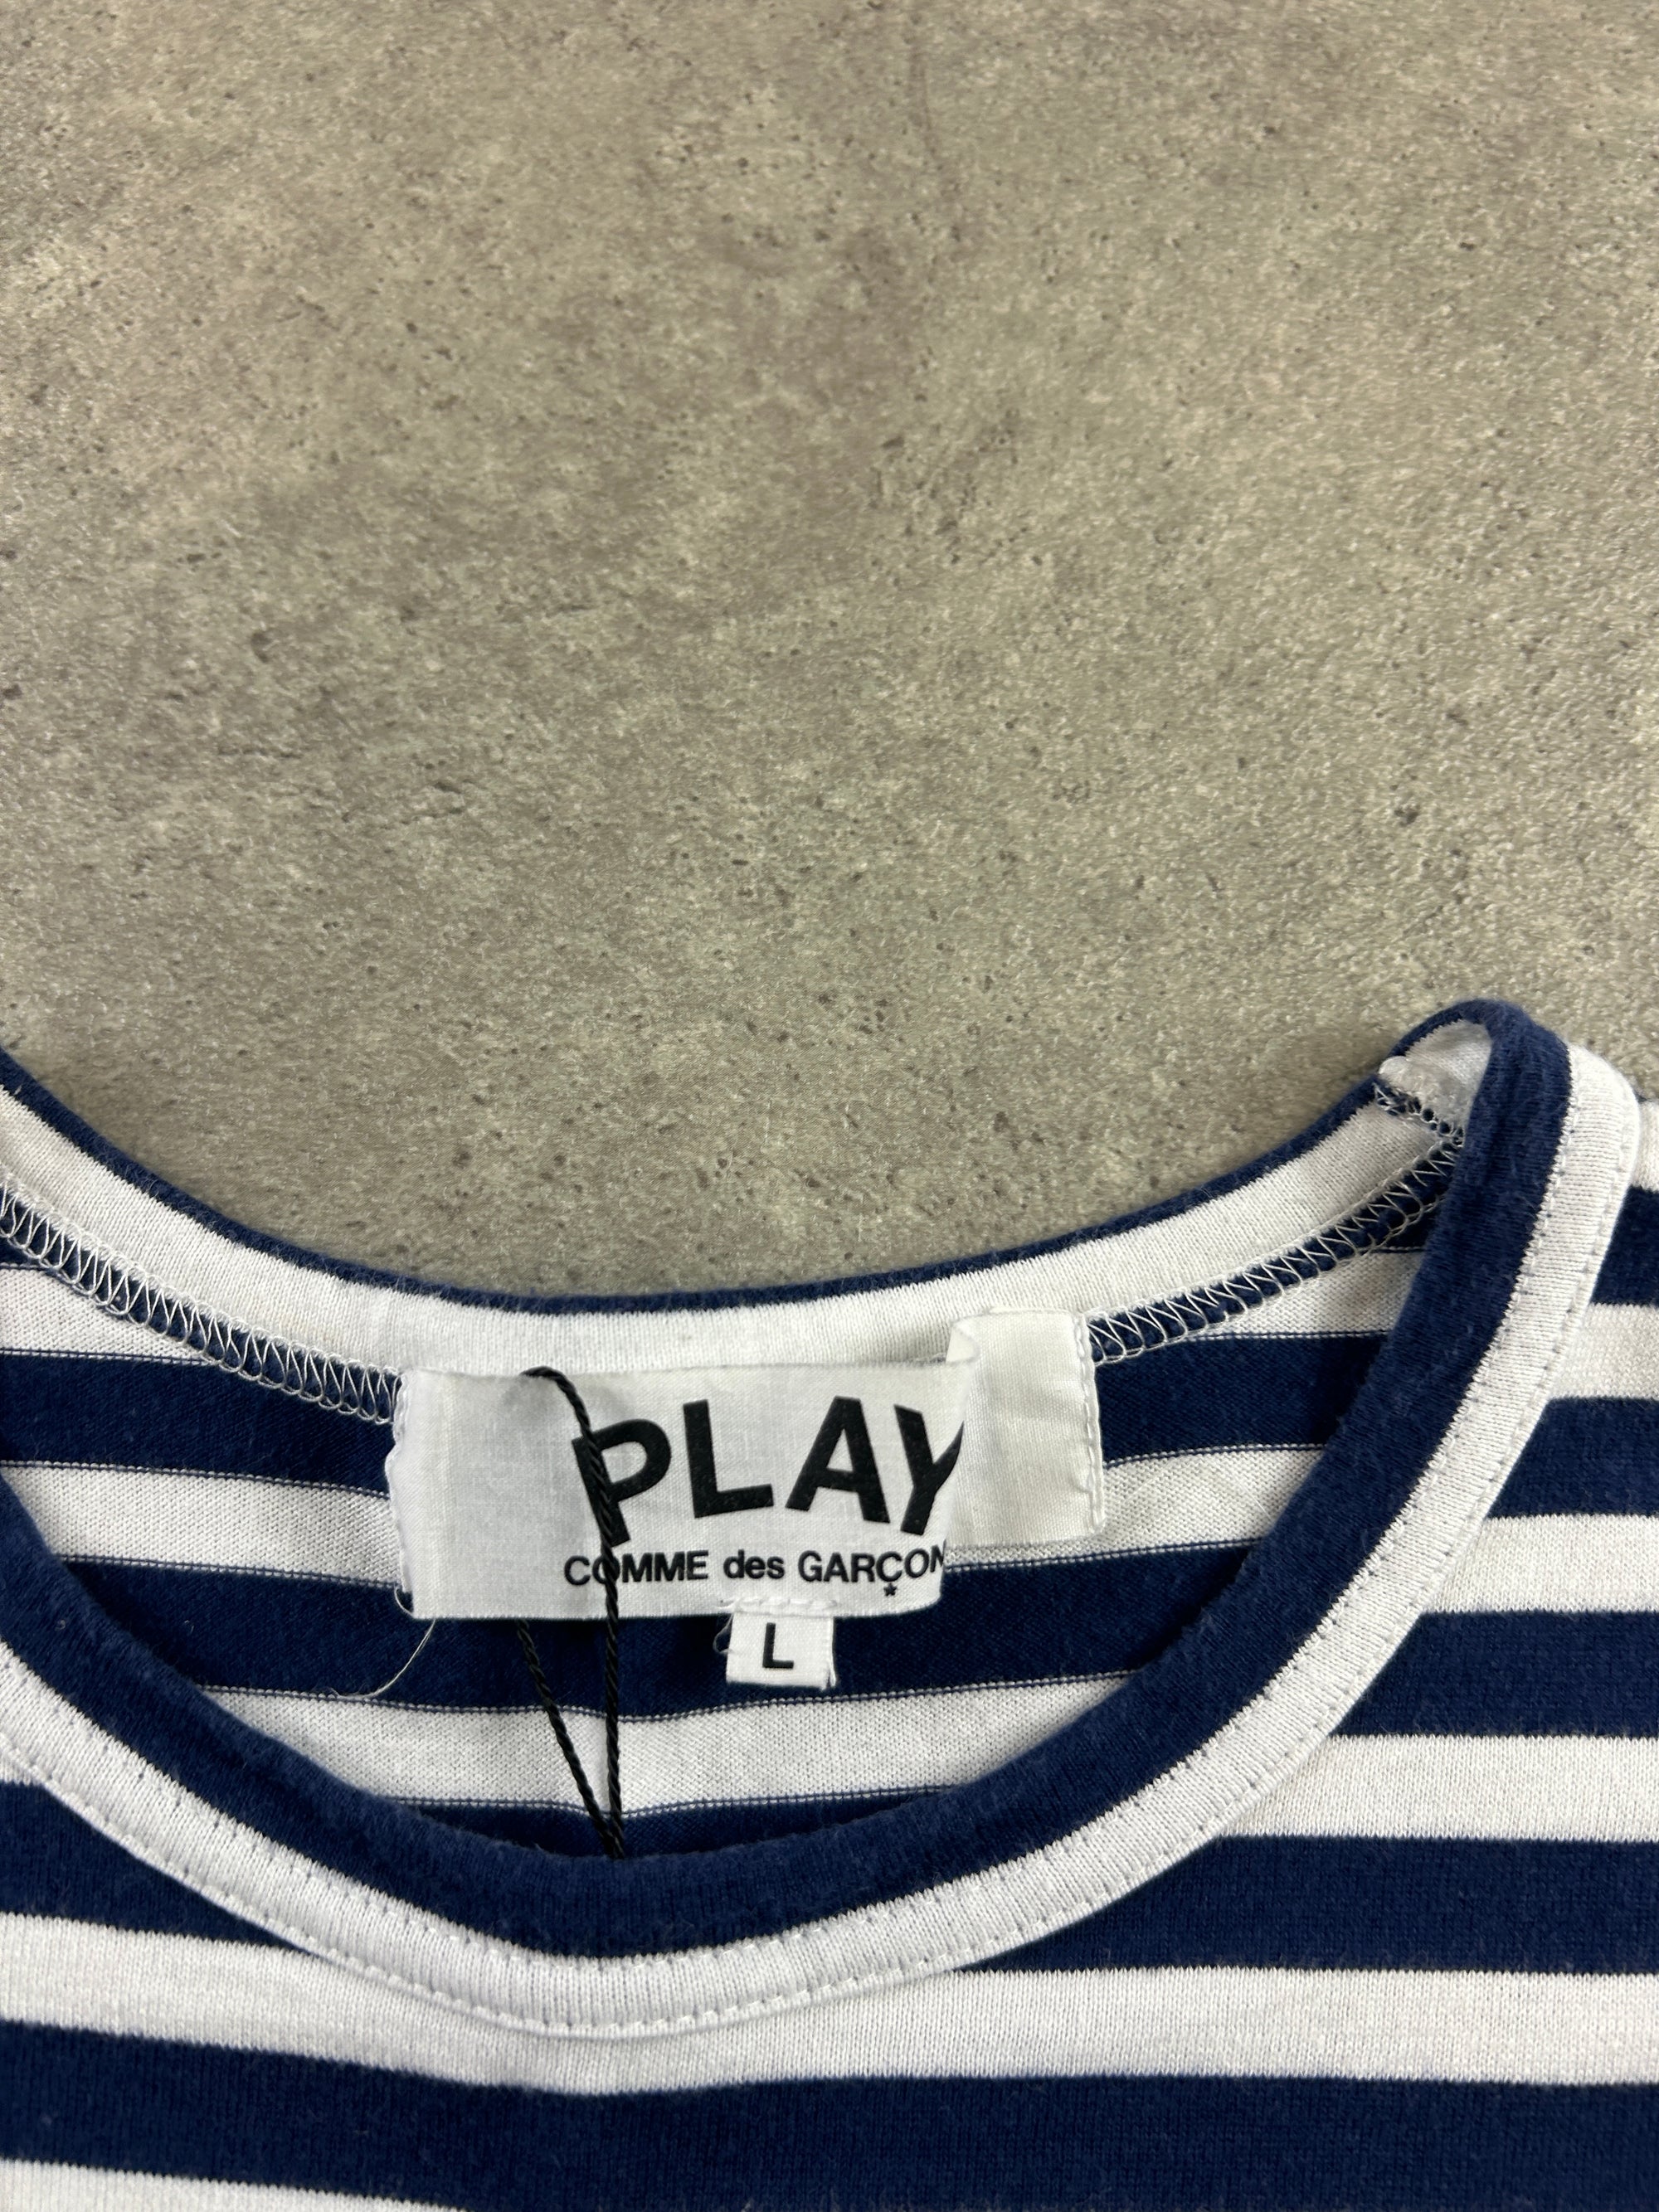 PLAY
COMME des GARÇON
*
L